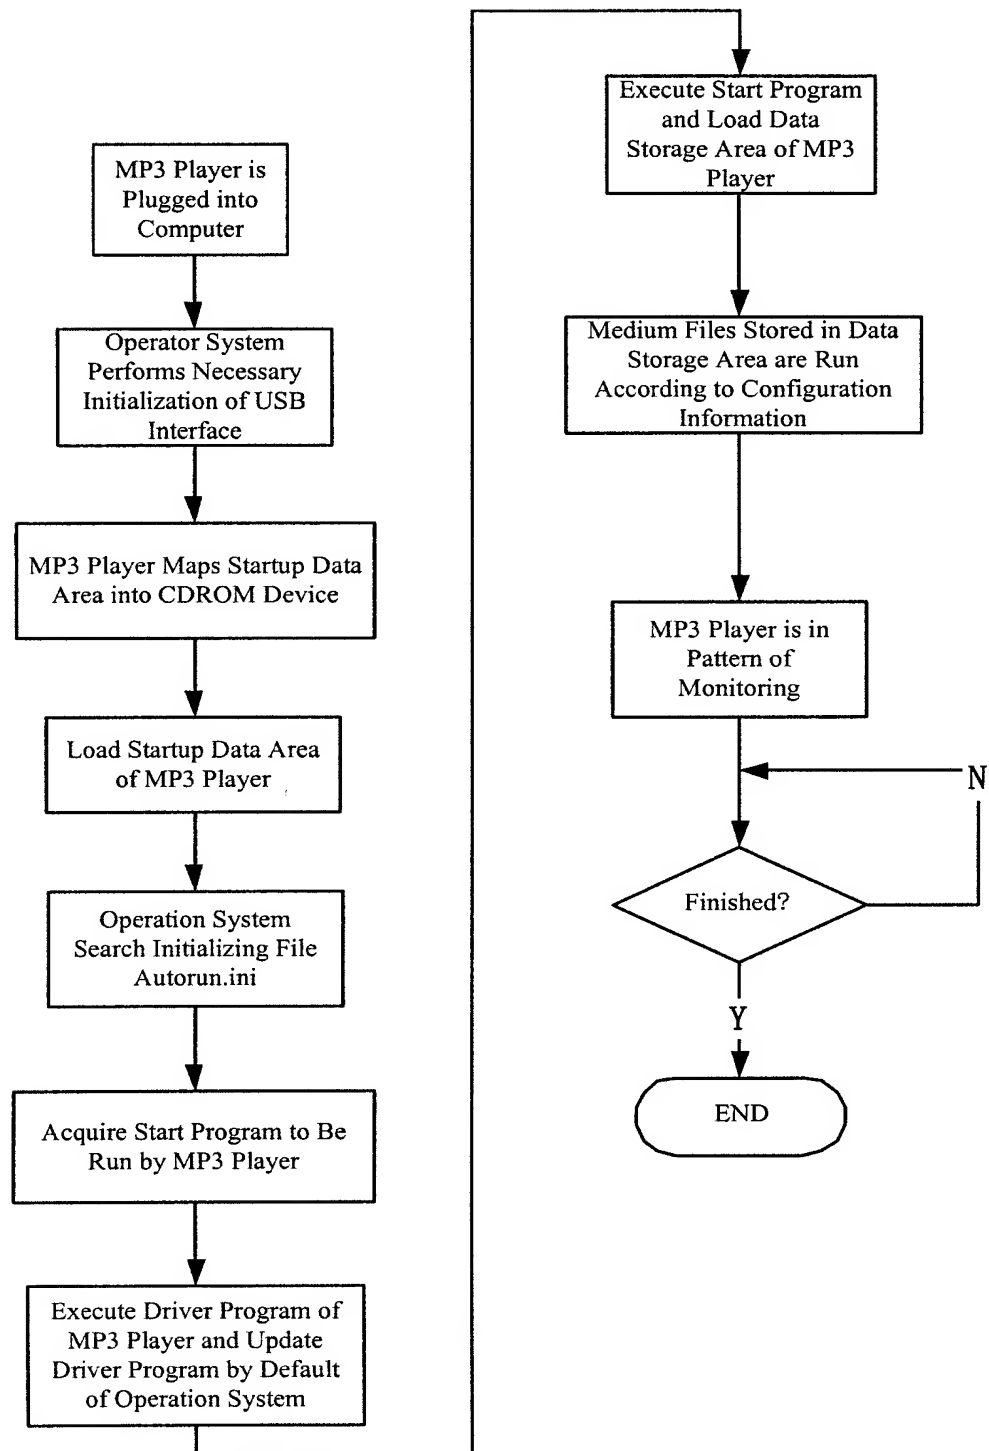 MP3 Player is
Plugged into
Computer
Operator System
Performs Necessary
Initialization of USB
Interface
MP3 Player Maps Startup Data
Area into CDROM Device
Load Startup Data Area
of MP3 Player
Operation System
Search Initializing File
Autorun.ini
Acquire Start Program to Be
Run by MP3 Player
Execute Driver Program of
MP3 Player and Update
Driver Program by Default
of Operation System
Execute Start Program
and Load Data
Storage Area of MP3
Player
Medium Files Stored in Data
Storage Area are Run
According to Configuration
Information
MP3 Player is in
Pattern of
Monitoring
N
Finished?
Y
END